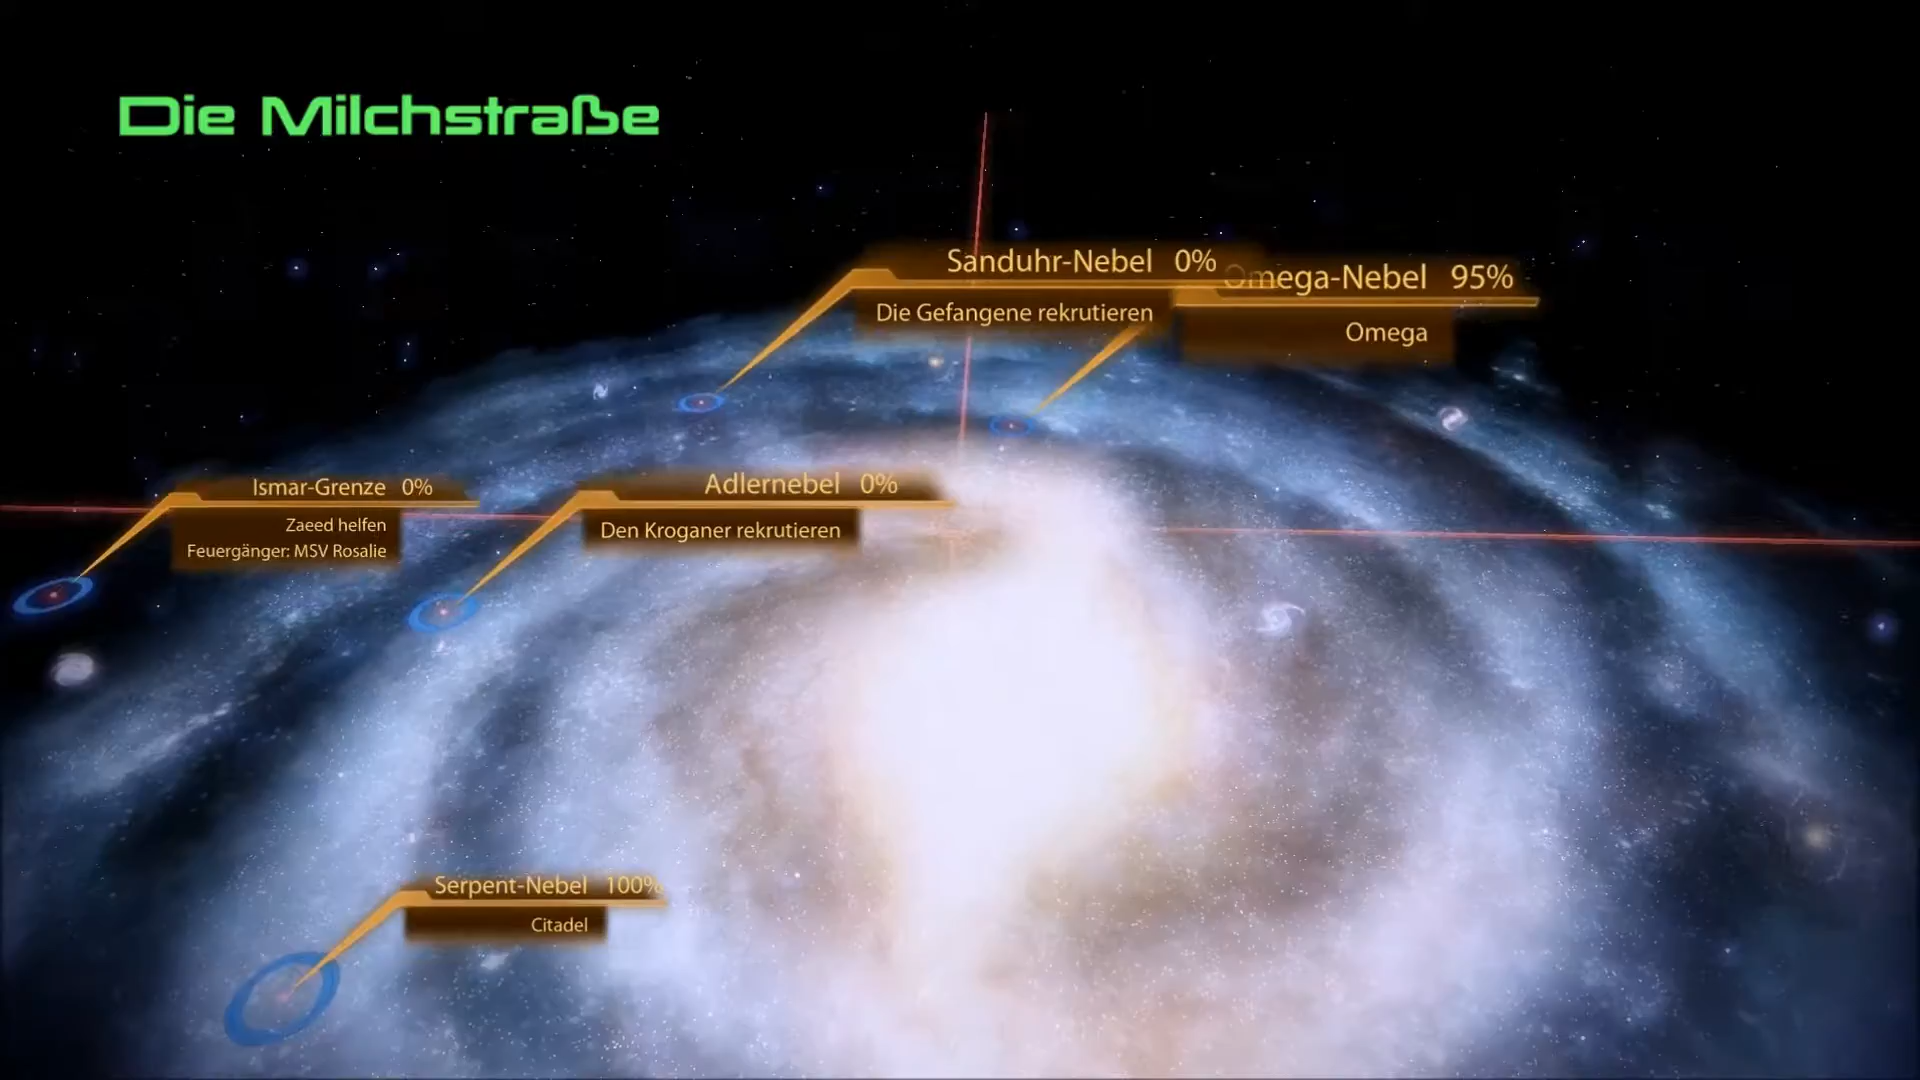 Die Milchstraße
Sanduhr-Nebel 0%
Die Gefangene rekrutieren
Omega-Nebel 95%
Omega
Ismar-Grenze 0%
Zaeed helfen
Feuergänger: MSV Rosalie
Adlernebel 0%
Den Kroganer rekrutieren
Serpent-Nebel 100%
Citadel